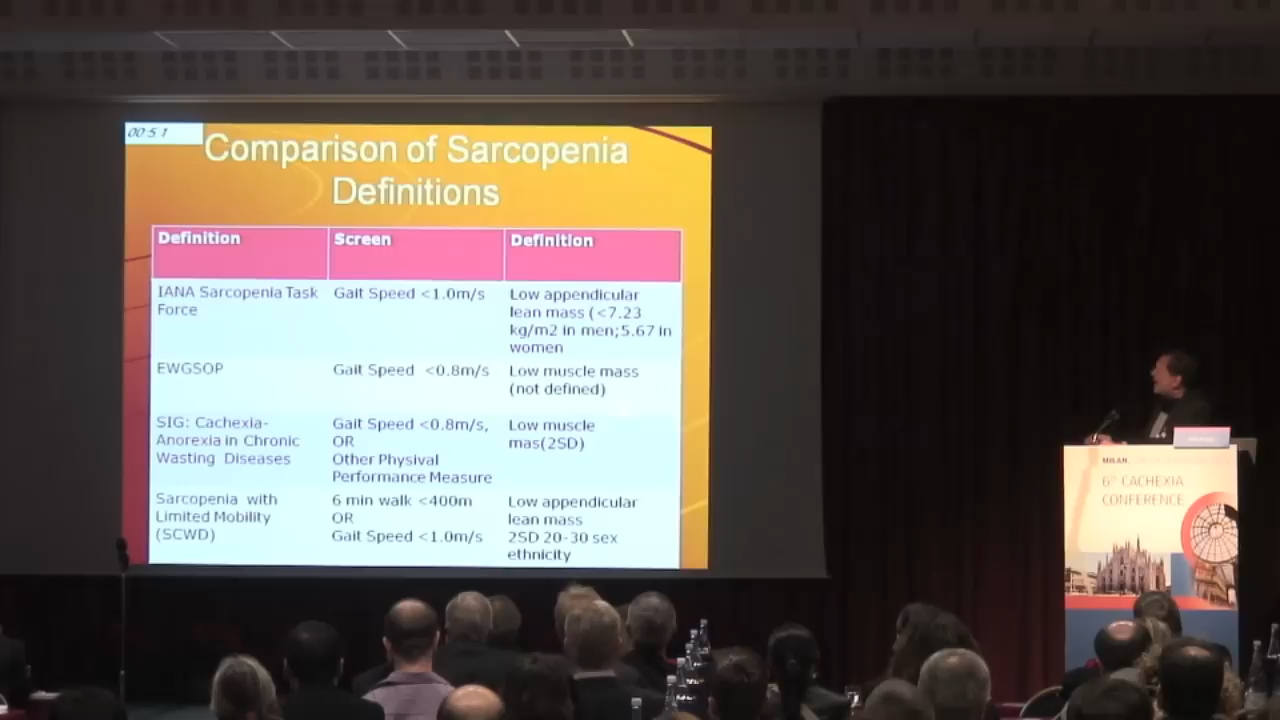 00:51
Comparison of Sarcopenia
Definitions
Definition
Screen
Definition
IANA Sarcopenia Task
Force
Gait Speed <1.0m/s
Low appendicular
lean mass (<7.23
kg/m2 in men;5.67 in
women
EWGSOP
Gait Speed <0.8m/s
Low muscle mass
(not defined)
SIG: Cachexia-
Anorexia in Chronic
Wasting Diseases
Gait Speed <0.8m/s,
OR
Other Physival
Performance Measure
Low muscle
mas(2SD)
Sarcopenia with
Limited Mobility
(SCWD)
6 min walk <400m
OR
Gait Speed <1.0m/s
Low appendicular
lean mass
2SD 20-30 sex
ethnicity
MILAN,
6th CACHEXIA
CONFERENCE